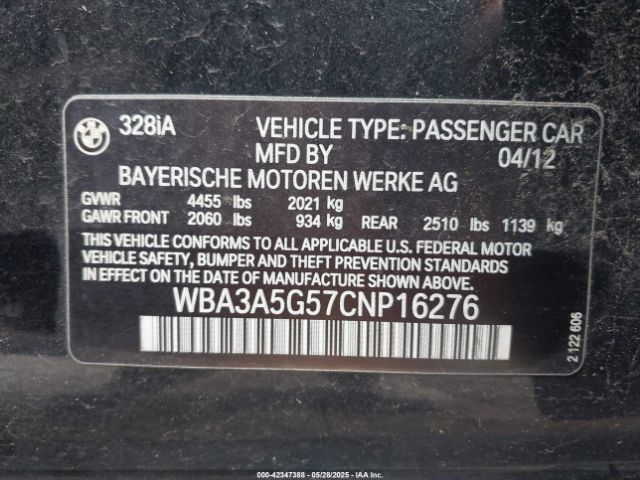 328iA VEHICLE TYPE: PASSENGER CAR
MFD BY 04/12
BAYERISCHE MOTOREN WERKE AG
GVWR 4455 lbs 2021 kg
GAWR FRONT 2060 lbs 934 kg REAR 2510 lbs 1139 kg
THIS VEHICLE CONFORMS TO ALL APPLICABLE U.S. FEDERAL MOTOR
VEHICLE SAFETY, BUMPER AND THEFT PREVENTION STANDARDS
IN EFFECT ON THE DATE OF MANUFACTURE SHOWN ABOVE.
WBA3A5G57CNP16276
2 122 606
000-42347388 - 05/28/2025 - IAAI.COM